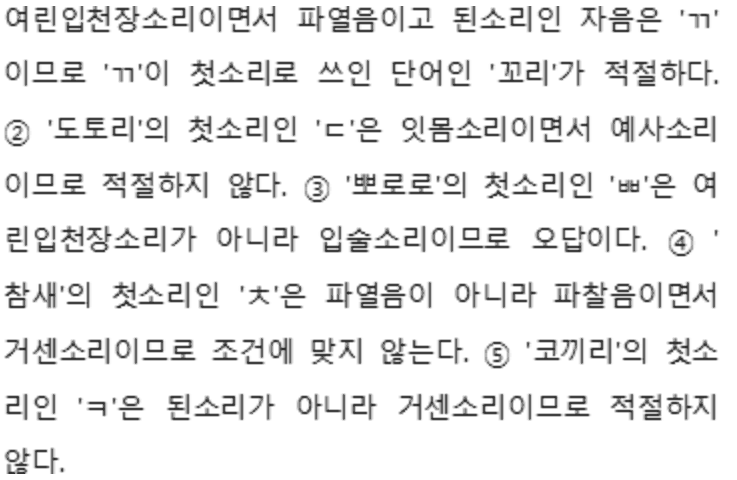 여린입천장소리이면서 파열음이고 된소리인 자음은 'ㄲ'
이므로 'ㄲ'이 첫소리로 쓰인 단어인 '꼬리'가 적절하다.
② '도토리'의 첫소리인 'ㄷ'은 잇몸소리이면서 예사소리
이므로 적절하지 않다. ③ '뽀로로'의 첫소리인 'ㅃ'은 여
린입천장소리가 아니라 입술소리이므로 오답이다. ④ '
참새'의 첫소리인 'ㅊ'은 파열음이 아니라 파찰음이면서
거센소리이므로 조건에 맞지 않는다. ⑤ '코끼리'의 첫소
리인 'ㅋ'은 된소리가 아니라 거센소리이므로 적절하지
않다.